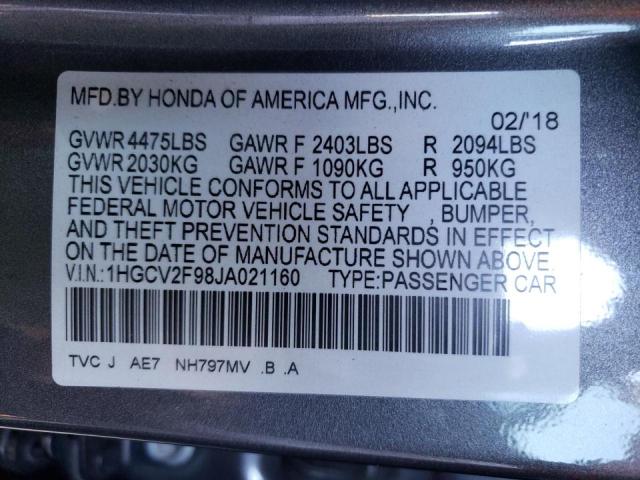 MFD.BY HONDA OF AMERICA MFG.,INC.
02/'18
GVWR 4475LBS GAWR F 2403LBS R 2094LBS
GVWR 2030KG GAWR F 1090KG R 950KG
THIS VEHICLE CONFORMS TO ALL APPLICABLE
FEDERAL MOTOR VEHICLE SAFETY , BUMPER,
AND THEFT PREVENTION STANDARDS IN EFFECT
ON THE DATE OF MANUFACTURE SHOWN ABOVE.
V.I.N.:1HGCV2F98JA021160 TYPE:PASSENGER CAR
TVC J AE7 NH797MV .B .A